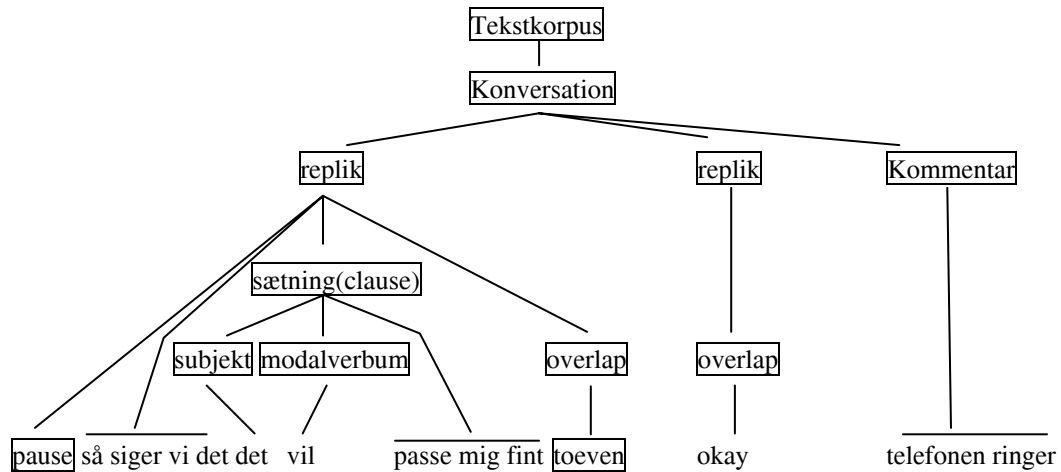 Tekstkorpus
Konversation
replik replik Kommentar
sætning(clause)
subjekt modalverbum overlap overlap
pause så siger vi det det vil passe mig fint toeven okay telefonen ringer